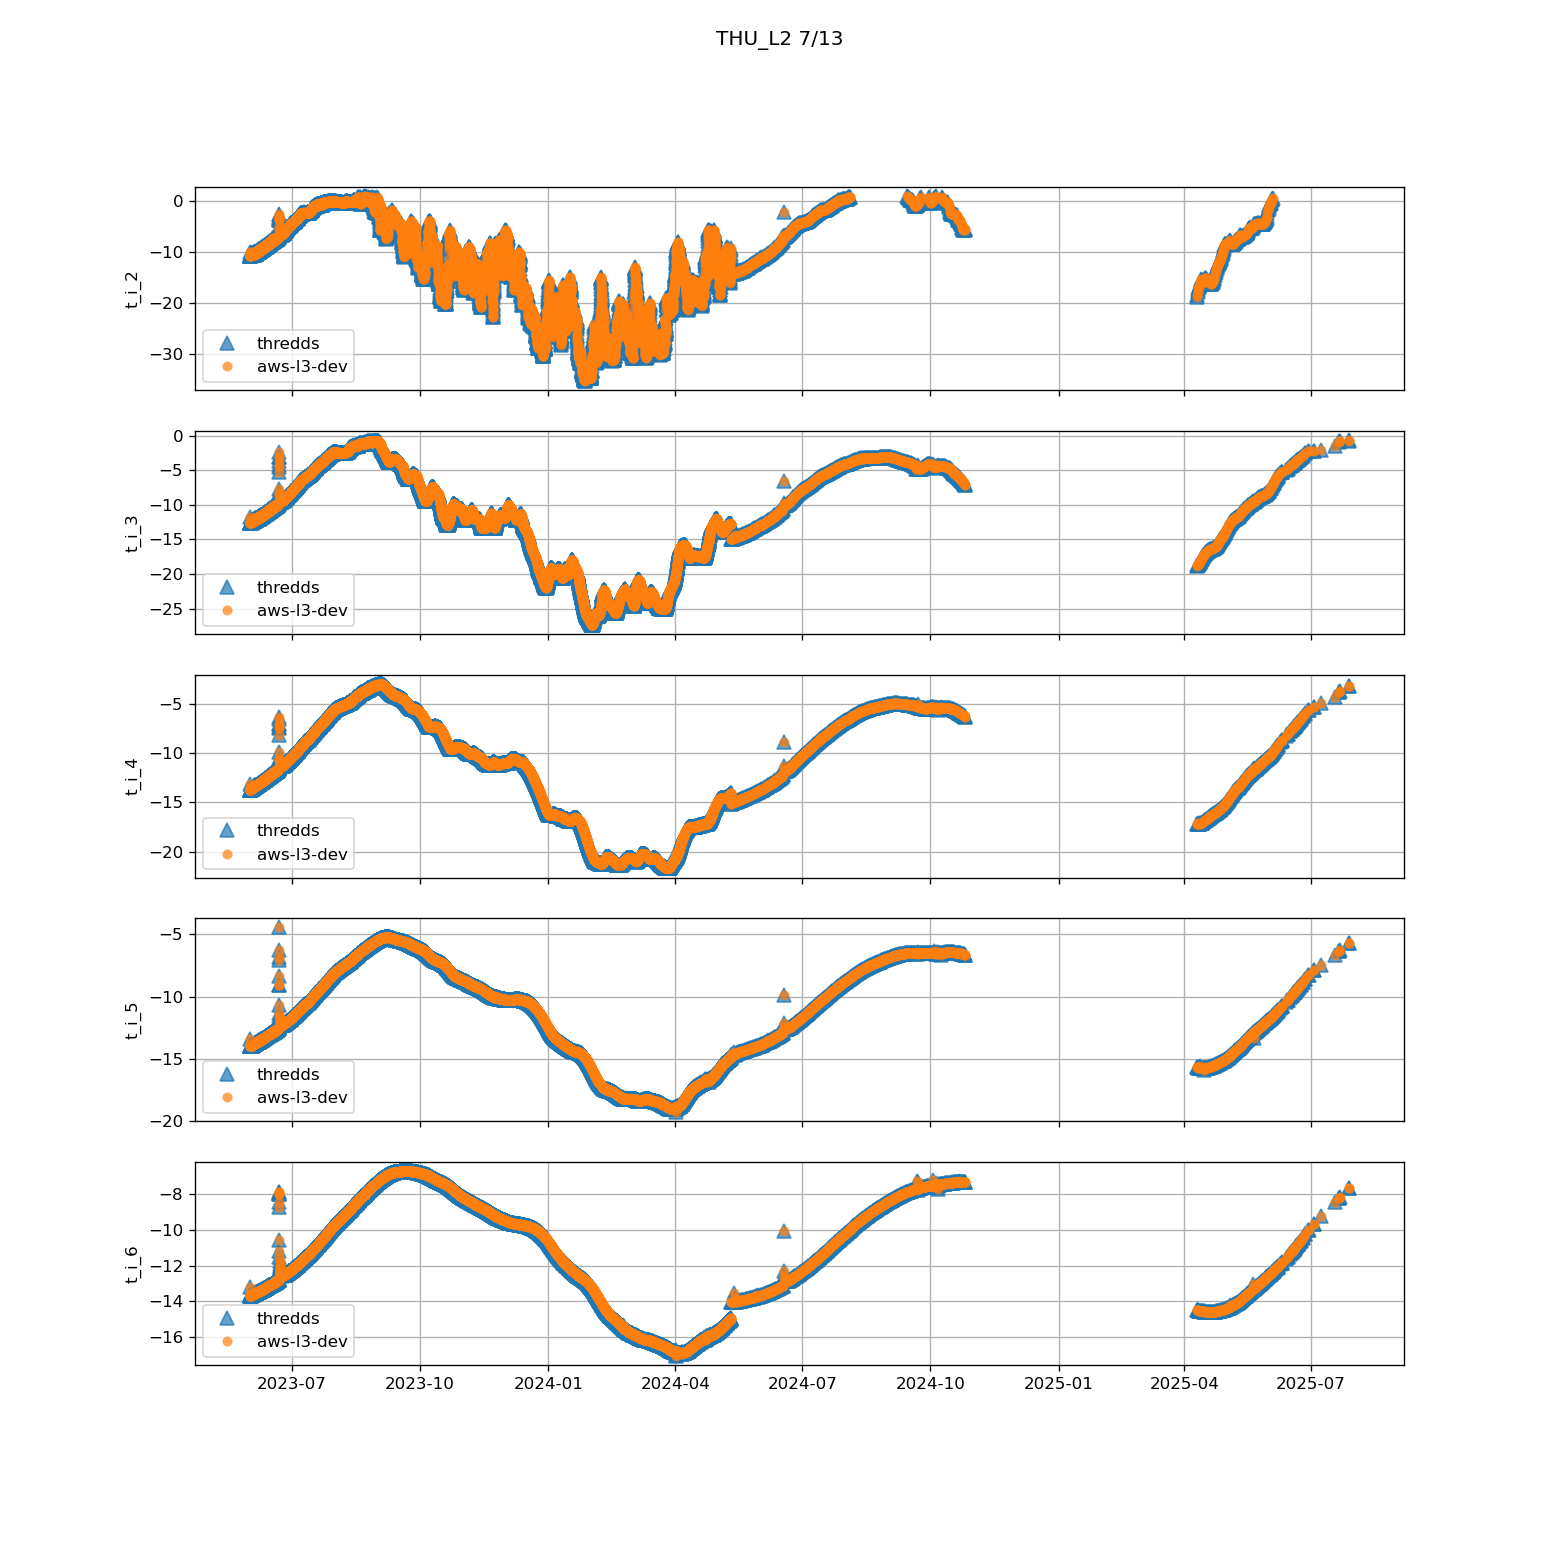 THU_L2 7/13
0
−10
−20
−30
t_i_2
thredds
aws-l3-dev
0
−5
−10
−15
−20
−25
t_i_3
thredds
aws-l3-dev
−5
−10
−15
−20
t_i_4
thredds
aws-l3-dev
−5
−10
−15
−20
t_i_5
thredds
aws-l3-dev
−8
−10
−12
−14
−16
t_i_6
thredds
aws-l3-dev
2023-07 2023-10 2024-01 2024-04 2024-07 2024-10 2025-01 2025-04 2025-07